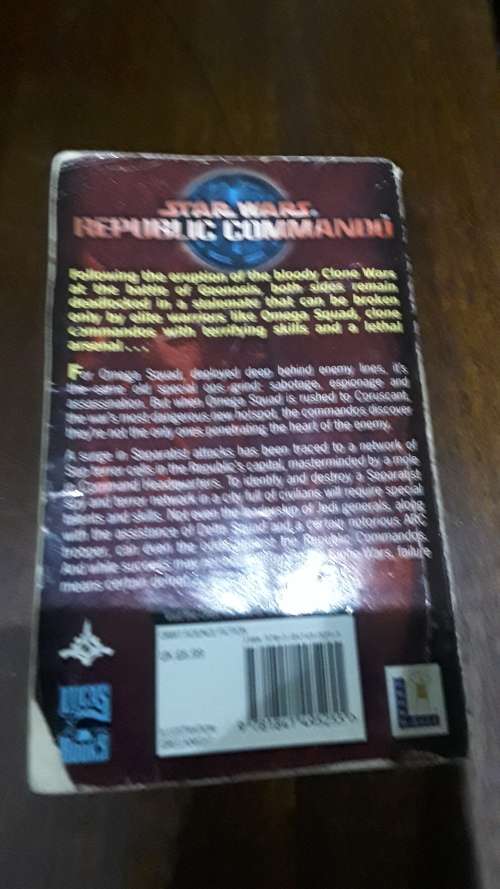 STAR WARS
REPUBLIC COMMANDO
Following the eruption of the bloody Clone Wars
at the battle of Geonosis, both sides remain
deadlocked in a stalemate that can be broken
only by elite warriors like Omega Squad, clone
commandos with terrifying skills and a lethal
arsenal . . .
For Omega Squad, deployed deep behind enemy lines, it's
the same old special ops grind: sabotage, espionage and
assassination. But when Omega Squad is rushed to Coruscant,
the war's most dangerous new hotspot, the commandos discover
they're not the only ones penetrating the heart of the enemy.
A surge in Separatist attacks has been traced to a network of
Sep terror cells in the Republic's capital, masterminded by a mole
in Command Headquarters. To identify and destroy a Separatist
spy and terror network in a city full of civilians will require special
talents and skills. Not even the leadership of Jedi generals, along
with the assistance of Delta Squad and a certain notorious ARC
trooper, can even the odds against the Republic Commandos.
And while success may Wars, failure
means certain defeat
SCIENCE FICTION